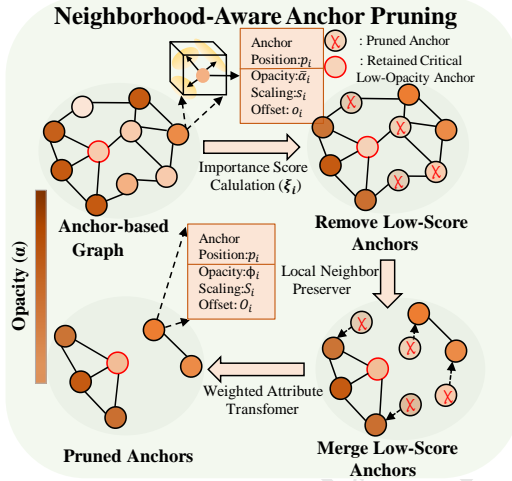 Neighborhood-Aware Anchor Pruning
Anchor
Position:pᵢ
Opacity:α̅ᵢ
Scaling:sᵢ
Offset: oᵢ
X : Pruned Anchor
: Retained Critical
Low-Opacity Anchor
X
X
X
X
Importance Score
Calulation (ξᵢ)
Anchor-based
Graph
Remove Low-Score
Anchors
Opacity (α)
Anchor
Position:pᵢ
Opacity:ϕᵢ
Scaling:Sᵢ
Offset: Oᵢ
Local Neighbor
Preserver
X
X
X
X
Weighted Attribute
Transfomer
Pruned Anchors
Merge Low-Score
Anchors